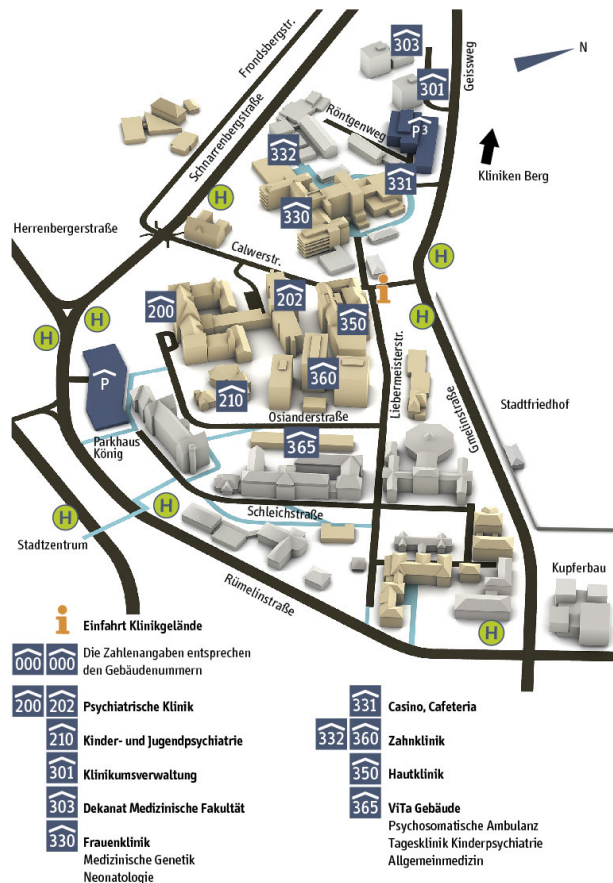 Frondsbergstr.
303
Geissweg
N
301
Schnarrenbergstraße
Röntgenweg
P3
332
331
Kliniken Berg
H
330
Herrenbergerstraße
Calwerstr.
H
i
200
202
H
H
350
H
Liebermeisterstr.
Gmelinstraße
P
210
360
Stadtfriedhof
Osianderstraße
Parkhaus
König
365
H
H
Schleichstraße
Stadtzentrum
Rümelinstraße
Kupferbau
i Einfahrt Klinikgelände
H
000 000 Die Zahlenangaben entsprechen
den Gebäudenummern
200 202 Psychiatrische Klinik
210 Kinder- und Jugendpsychiatrie
301 Klinikumsverwaltung
303 Dekanat Medizinische Fakultät
330 Frauenklinik
Medizinische Genetik
Neonatologie
331 Casino, Cafeteria
332 360 Zahnklinik
350 Hautklinik
365 ViTa Gebäude
Psychosomatische Ambulanz
Tagesklinik Kinderpsychiatrie
Allgemeinmedizin